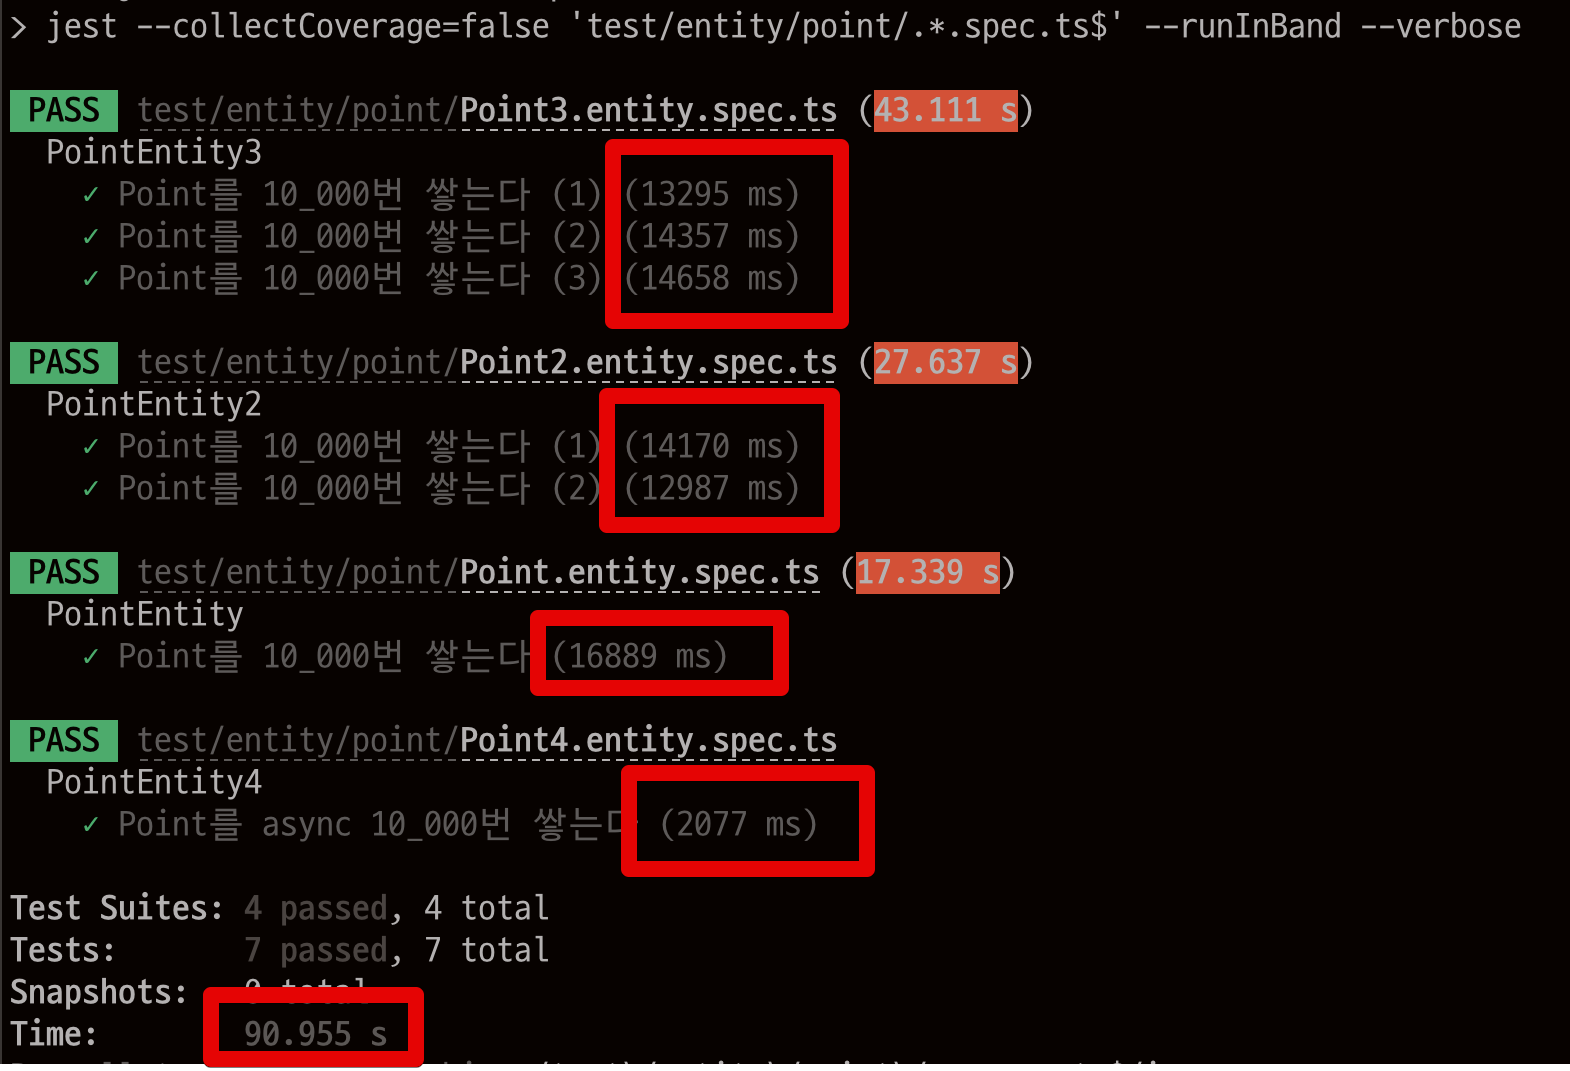 > jest --collectCoverage=false 'test/entity/point/.*.spec.ts$' --runInBand --verbose
PASS test/entity/point/Point3.entity.spec.ts (43.111 s)
PointEntity3
✓ Point를 10_000번 쌓는다 (1) (13295 ms)
✓ Point를 10_000번 쌓는다 (2) (14357 ms)
✓ Point를 10_000번 쌓는다 (3) (14658 ms)
PASS test/entity/point/Point2.entity.spec.ts (27.637 s)
PointEntity2
✓ Point를 10_000번 쌓는다 (1) (14170 ms)
✓ Point를 10_000번 쌓는다 (2) (12987 ms)
PASS test/entity/point/Point.entity.spec.ts (17.339 s)
PointEntity
✓ Point를 10_000번 쌓는다 (16889 ms)
PASS test/entity/point/Point4.entity.spec.ts
PointEntity4
✓ Point를 async 10_000번 쌓는다 (2077 ms)
Test Suites: 4 passed, 4 total
Tests: 7 passed, 7 total
Snapshots: 0 total
Time: 90.955 s